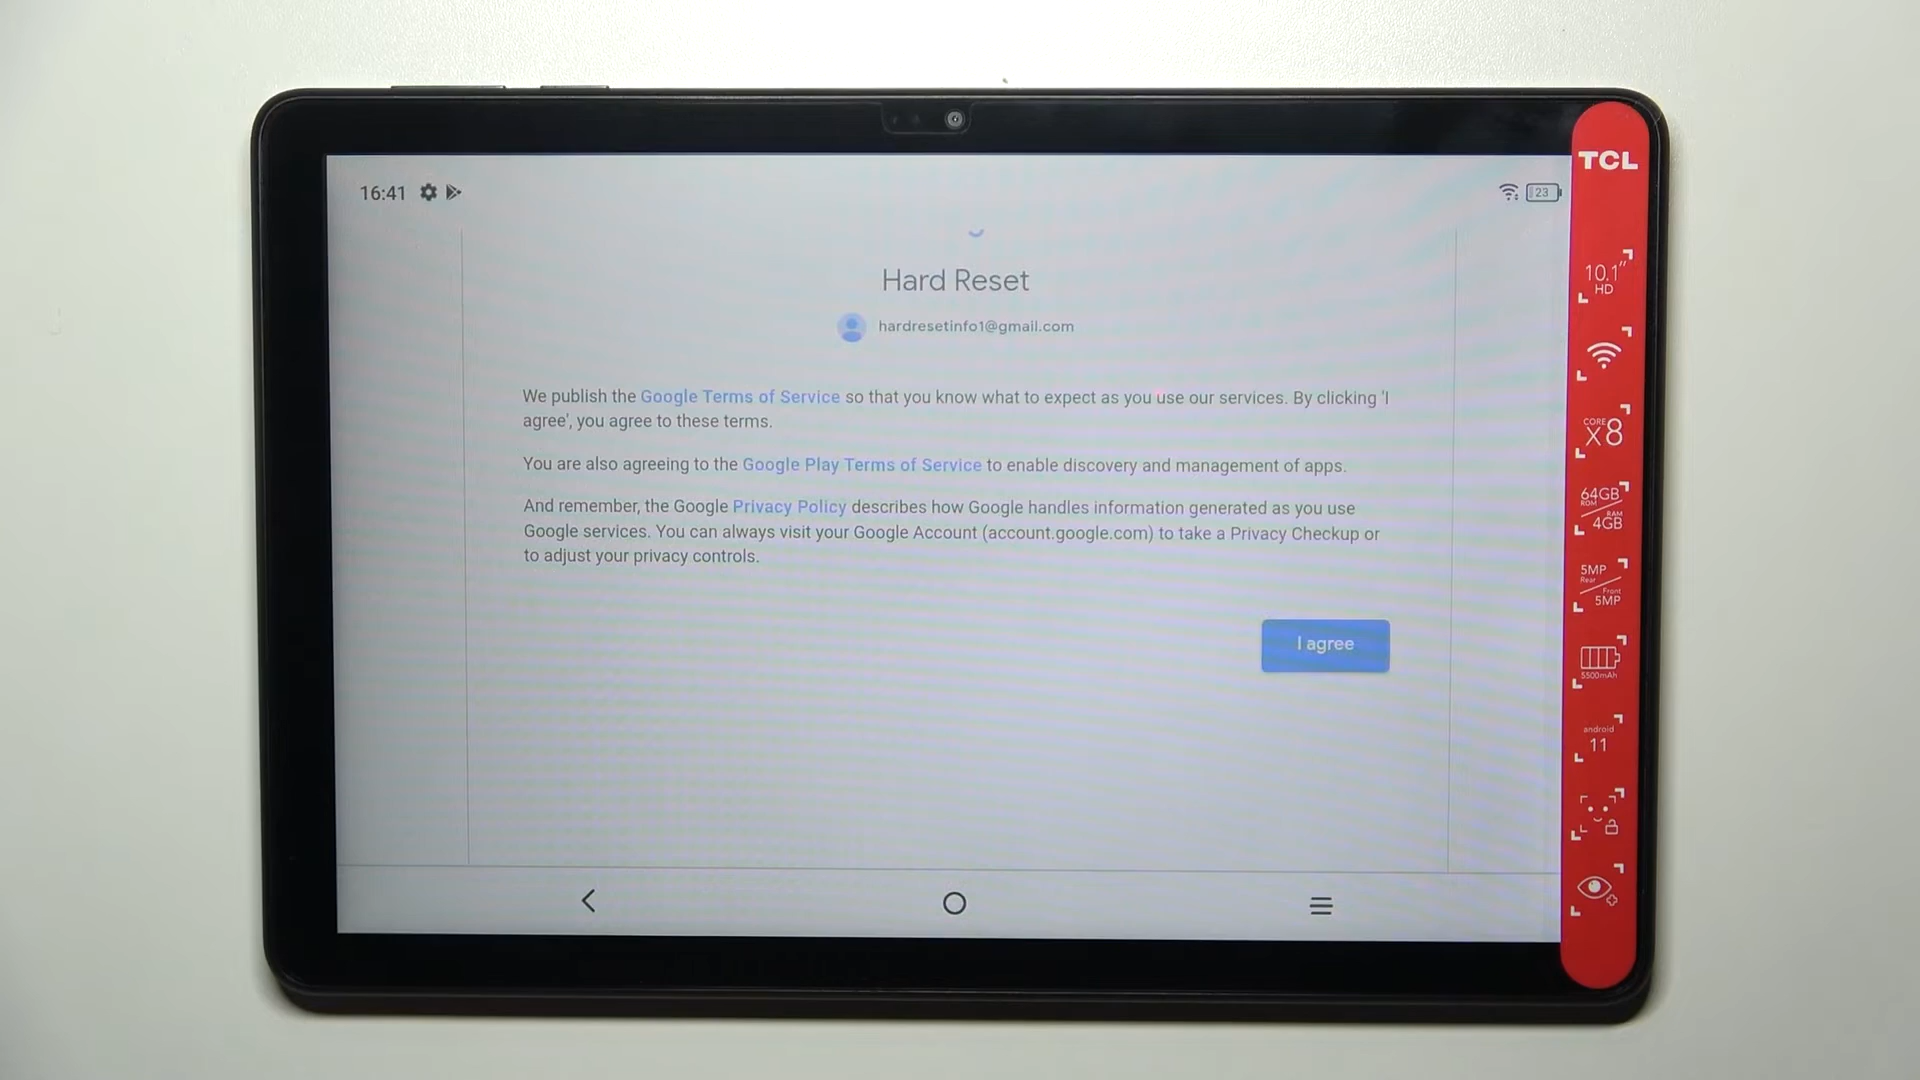 16:41
23
Hard Reset
hardresetinfo1@gmail.com
We publish the Google Terms of Service so that you know what to expect as you use our services. By clicking 'I
agree', you agree to these terms.
You are also agreeing to the Google Play Terms of Service to enable discovery and management of apps.
And remember, the Google Privacy Policy describes how Google handles information generated as you use
Google services. You can always visit your Google Account (account.google.com) to take a Privacy Checkup or
to adjust your privacy controls.
I agree
TCL
10.1"
HD
CORE
X8
64GB
ROM
RAM
4GB
5MP
Rear
Front
5MP
5500mAh
android
11